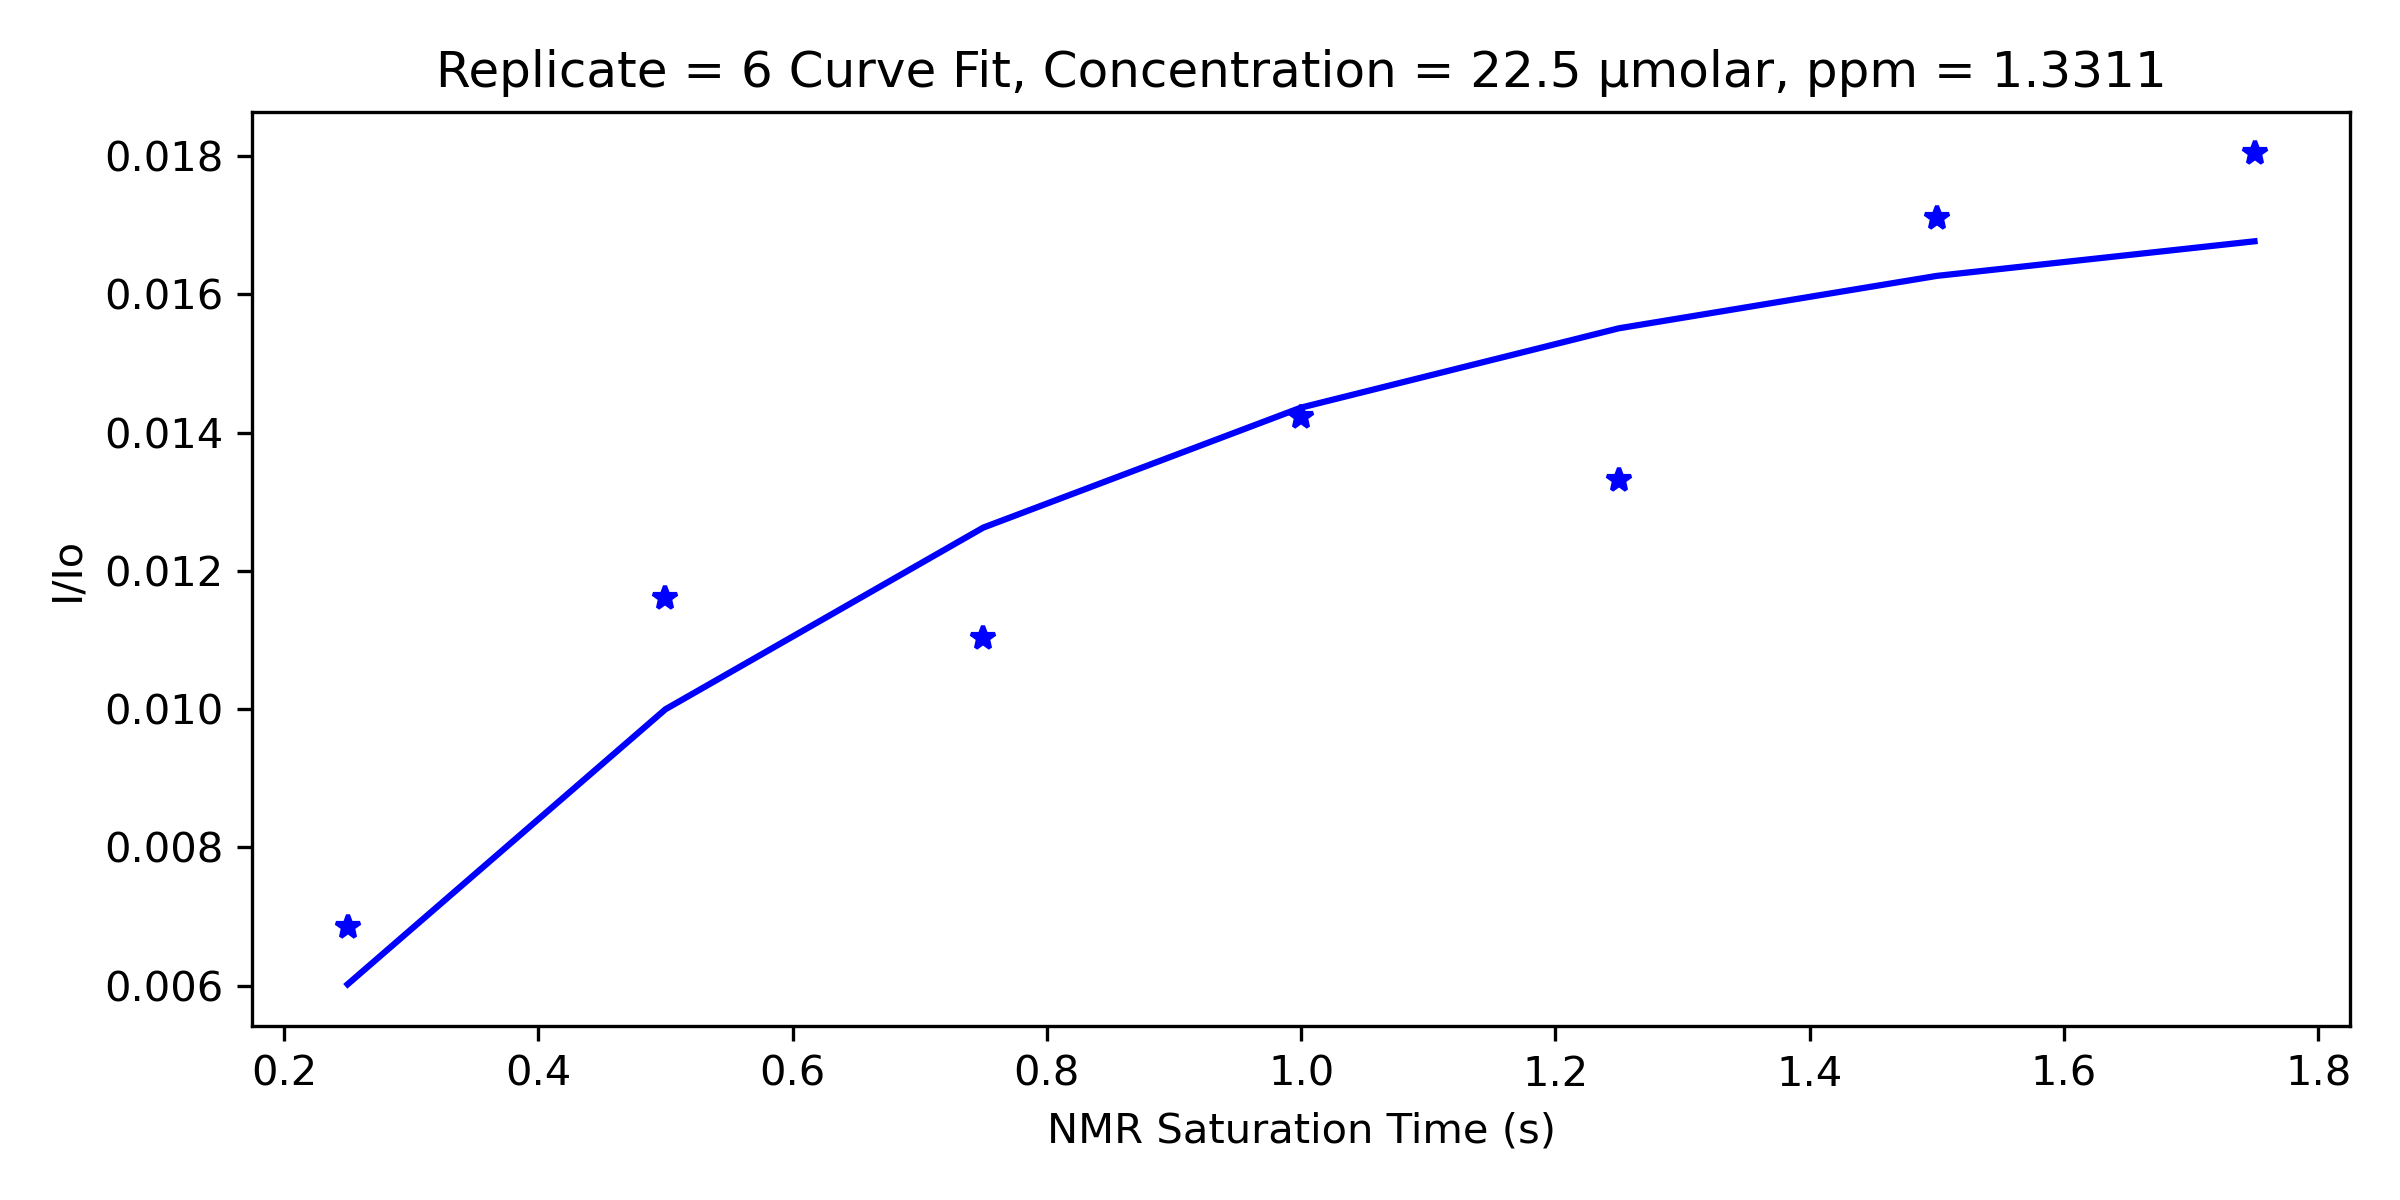 Replicate = 6 Curve Fit, Concentration = 22.5 µmolar, ppm = 1.3311
0.018
0.016
0.014
0.012
0.010
0.008
0.006
I/Io
0.2 0.4 0.6 0.8 1.0 1.2 1.4 1.6 1.8
NMR Saturation Time (s)